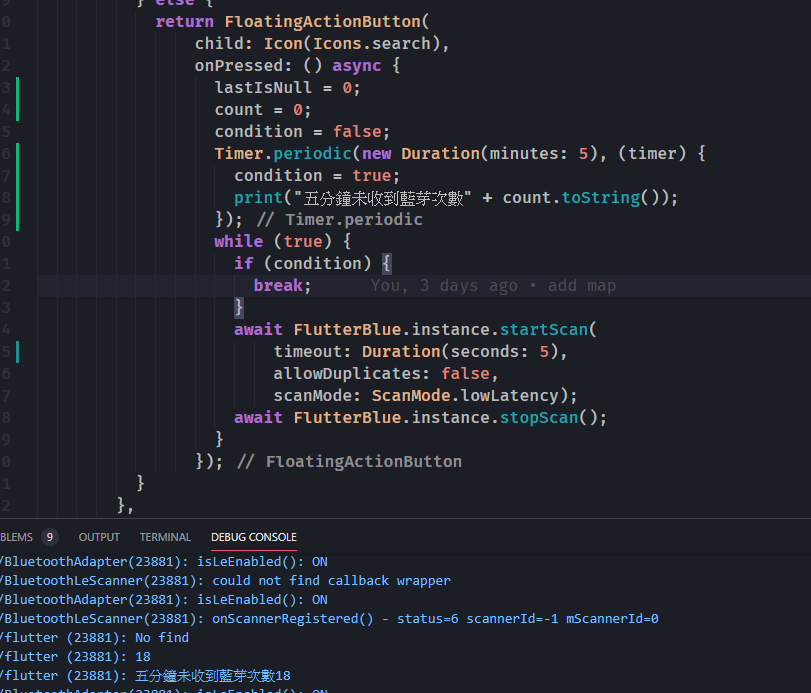 } else {
0 return FloatingActionButton(
1 child: Icon(Icons.search),
2 onPressed: () async {
3 lastIsNull = 0;
4 count = 0;
5 condition = false;
6 Timer.periodic(new Duration(minutes: 5), (timer) {
7 condition = true;
8 print("五分鐘未收到藍芽次數" + count.toString());
9 }); // Timer.periodic
0 while (true) {
1 if (condition) {
2 break; You, 3 days ago • add map
3 }
4 await FlutterBlue.instance.startScan(
5 timeout: Duration(seconds: 5),
6 allowDuplicates: false,
7 scanMode: ScanMode.lowLatency);
8 await FlutterBlue.instance.stopScan();
9 }
0 }); // FloatingActionButton
1 }
2 },
BLEMS 9 OUTPUT TERMINAL DEBUG CONSOLE
/BluetoothAdapter(23881): isLeEnabled(): ON
/BluetoothLeScanner(23881): could not find callback wrapper
/BluetoothAdapter(23881): isLeEnabled(): ON
/BluetoothLeScanner(23881): onScannerRegistered() - status=6 scannerId=-1 mScannerId=0
/flutter (23881): No find
/flutter (23881): 18
/flutter (23881): 五分鐘未收到藍芽次數18
/BluetoothAdapter(23881): isLeEnabled(): ON